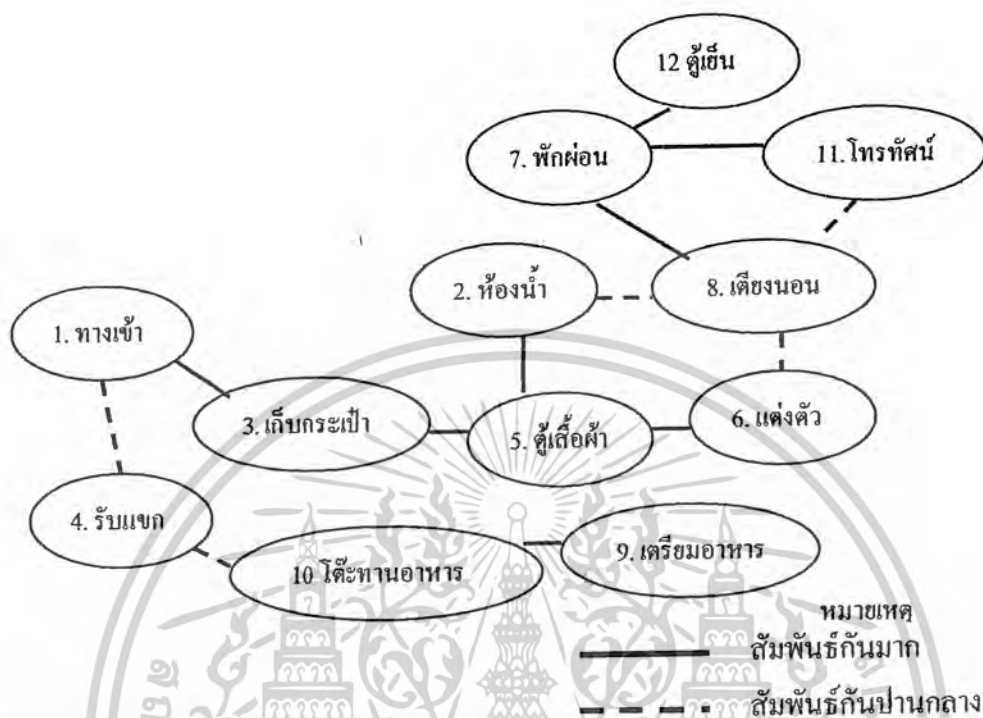 12 ตู้เย็น
7. พักผ่อน
11.โทรทัศน์
2. ห้องน้ำ
8. เตียงนอน
1. ทางเข้า
3. เก็บกระเป๋า
5. ตู้เสื้อผ้า
6. แต่งตัว
4. รับแขก
10 โต๊ะทานอาหาร
9. เตรียมอาหาร
หมายเหตุ
สัมพันธ์กันมาก
สัมพันธ์กันปานกลาง